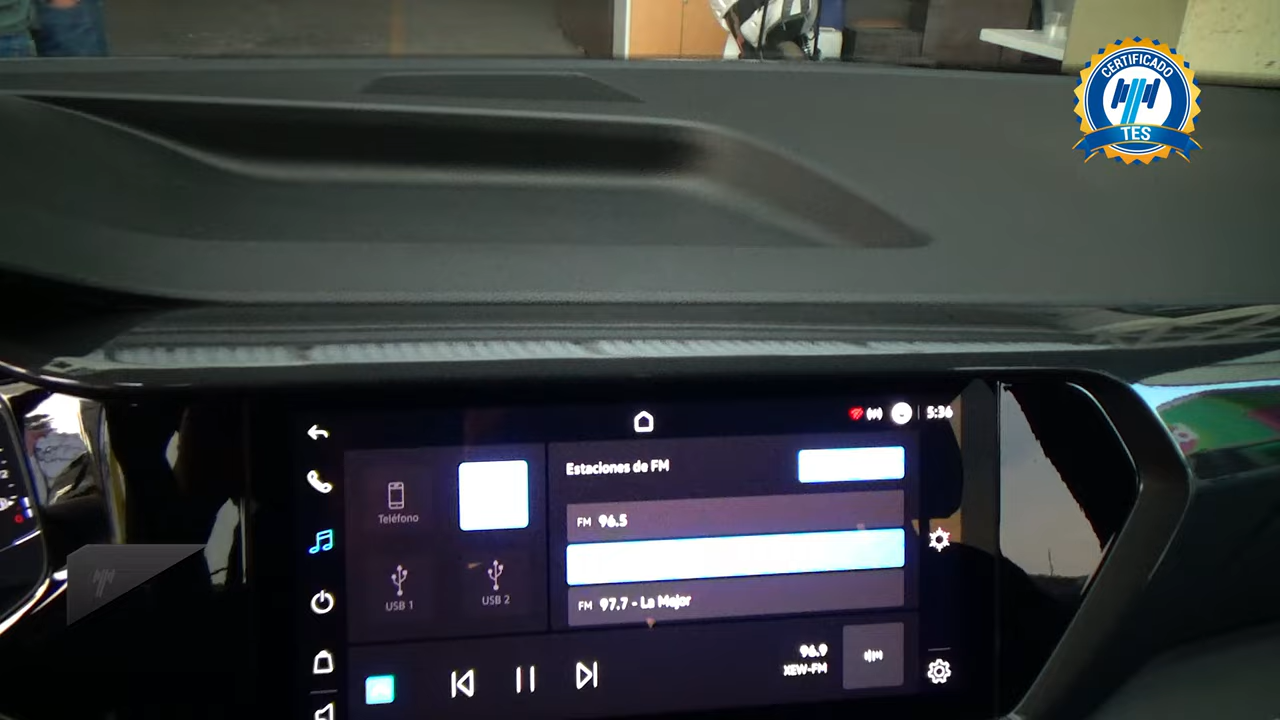 CERTIFICADO
TES
5:36
Estaciones de FM
Teléfono
FM 96.5
USB 1
USB 2
FM 97.7 - La Mejor
96.9
XEW-FM